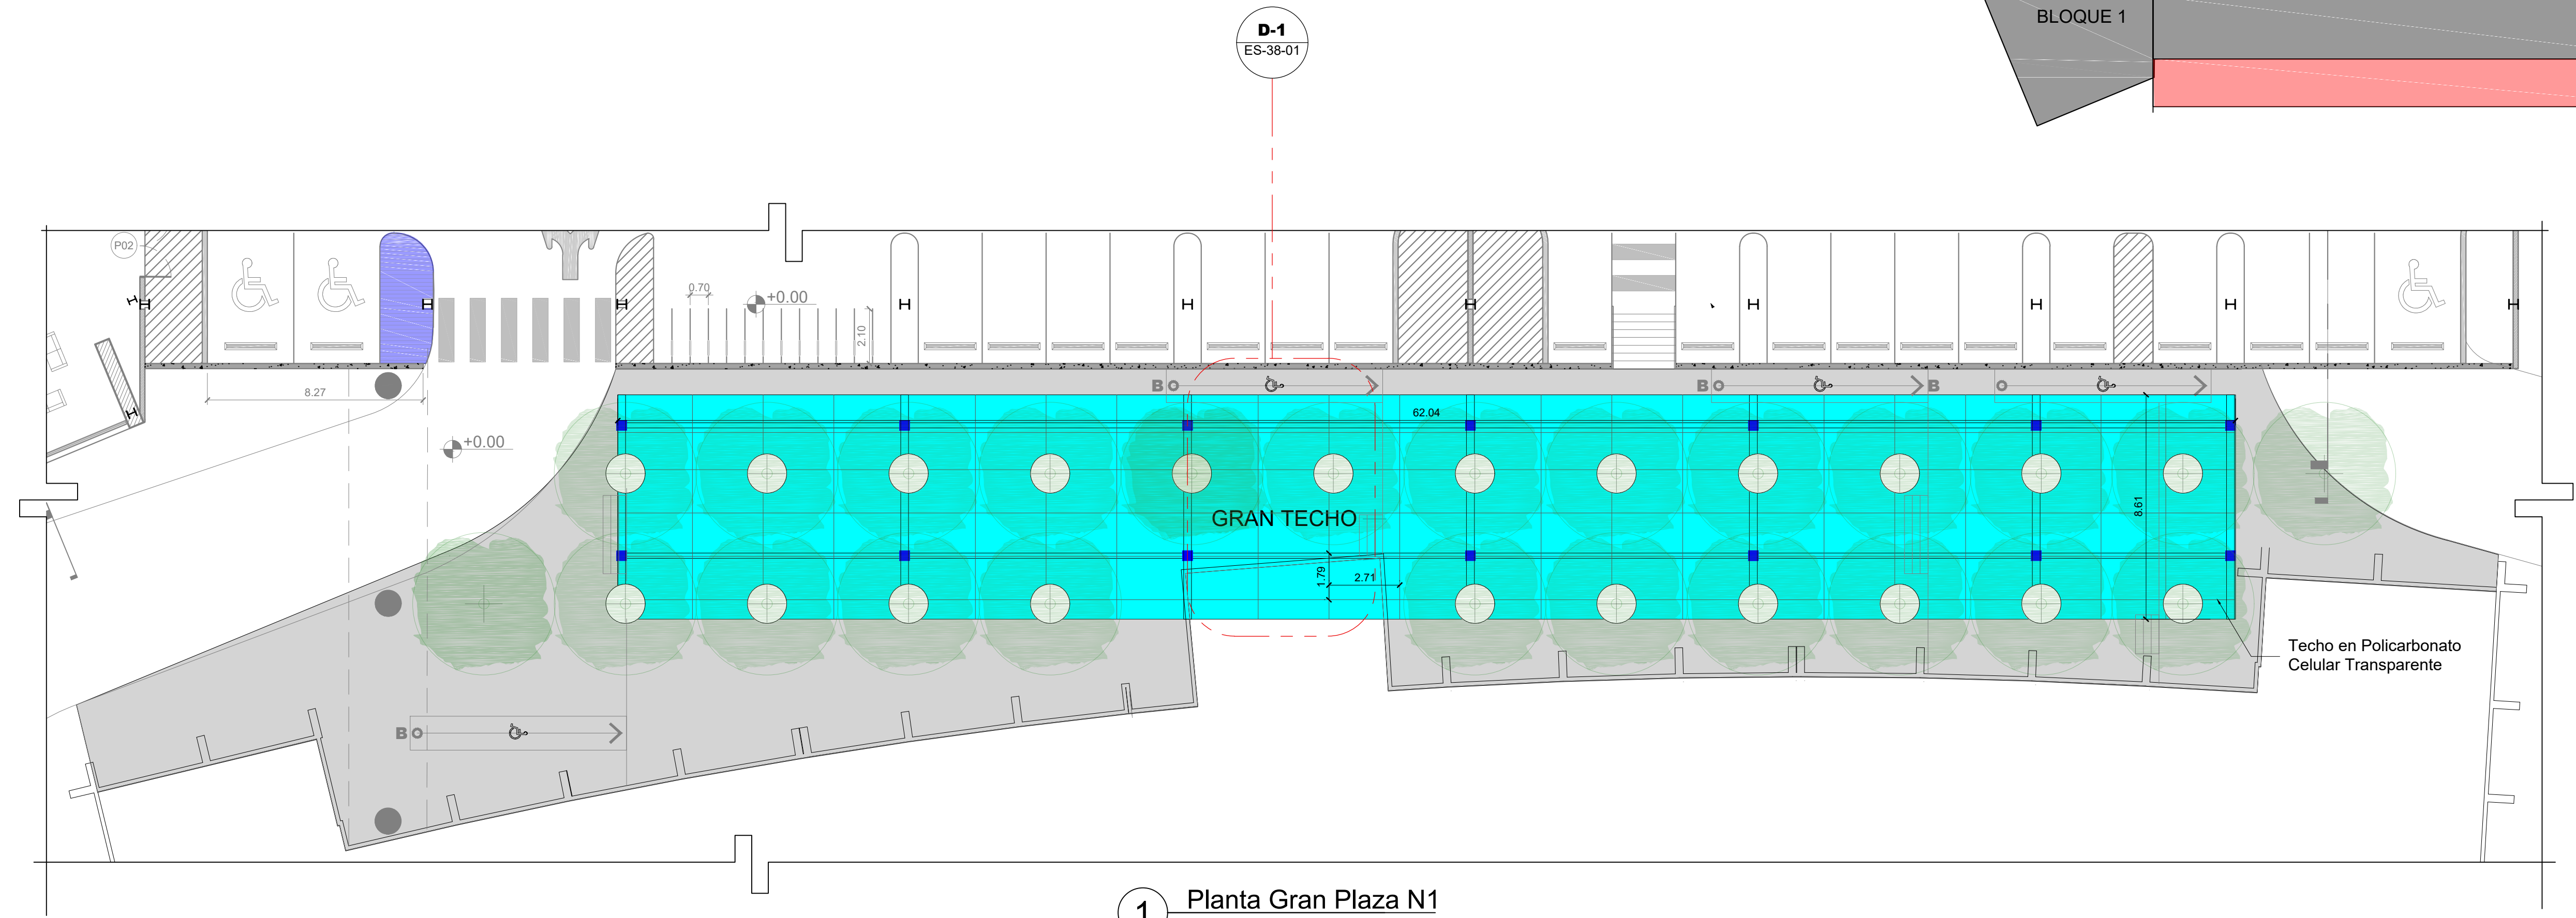 D-1
ES-38-01
BLOQUE 1
P02
0.70
+0.00
2.10
8.27
B
B
B
62.04
+0.00
8.61
GRAN TECHO
1.79
2.71
Techo en Policarbonato
Celular Transparente
B
1
Planta Gran Plaza N1